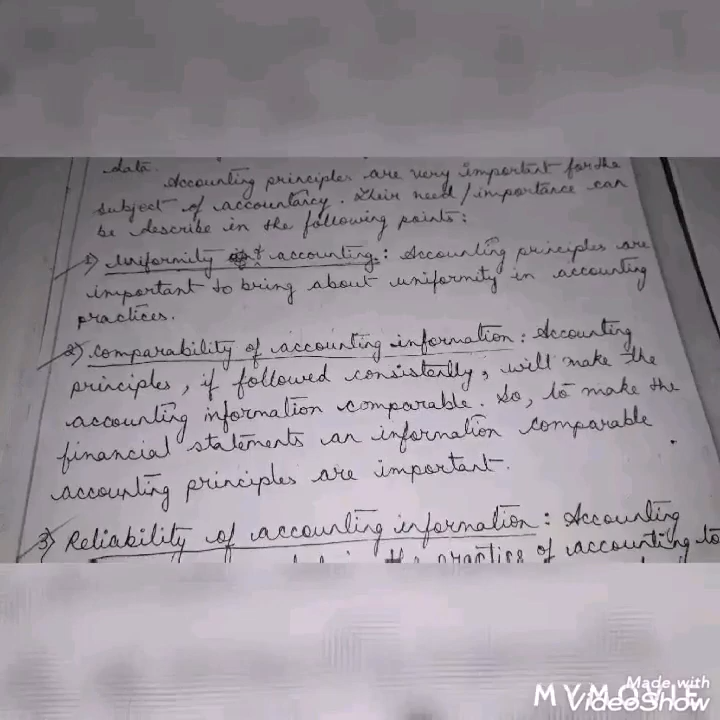 data.
Accounting principles are very important for the
subject of accountancy. Their need/importance can
be describe in the following points:
1) Uniformity accounting: Accounting principles are
important to bring about uniformity in accounting
practices.
2) Comparability of accounting information: Accounting
principles, if followed consistently, will make the
accounting information comparable. So, to make the
financial statements an information comparable
accounting principles are important.
3) Reliability of accounting information: Accounting
the practice of accounting to
Made with
MYMOVIE
VideoShow